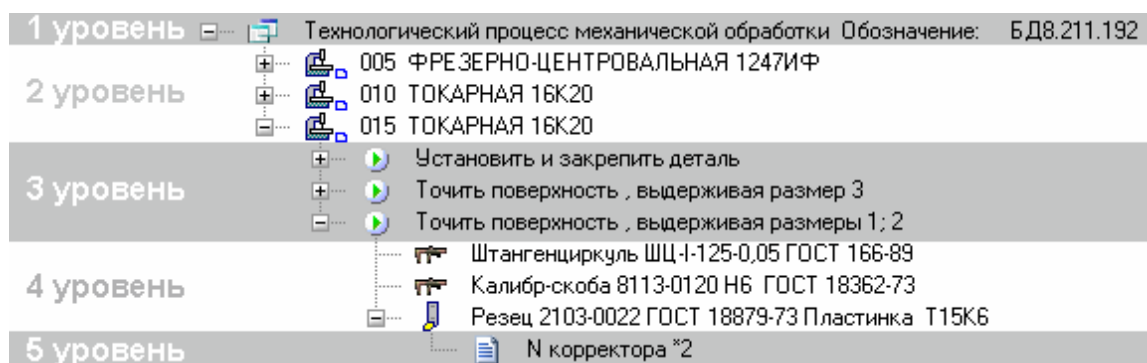 1 уровень Технологический процесс механической обработки Обозначение: БД8.211.192
005 ФРЕЗЕРНО-ЦЕНТРОВАЛЬНАЯ 1247ИФ
2 уровень 010 ТОКАРНАЯ 16К20
015 ТОКАРНАЯ 16К20
Установить и закрепить деталь
3 уровень Точить поверхность , выдерживая размер 3
Точить поверхность , выдерживая размеры 1; 2
Штангенциркуль ШЦ-I-125-0,05 ГОСТ 166-89
4 уровень Калибр-скоба 8113-0120 Н6 ГОСТ 18362-73
Резец 2103-0022 ГОСТ 18879-73 Пластинка Т15К6
5 уровень N корректора *2